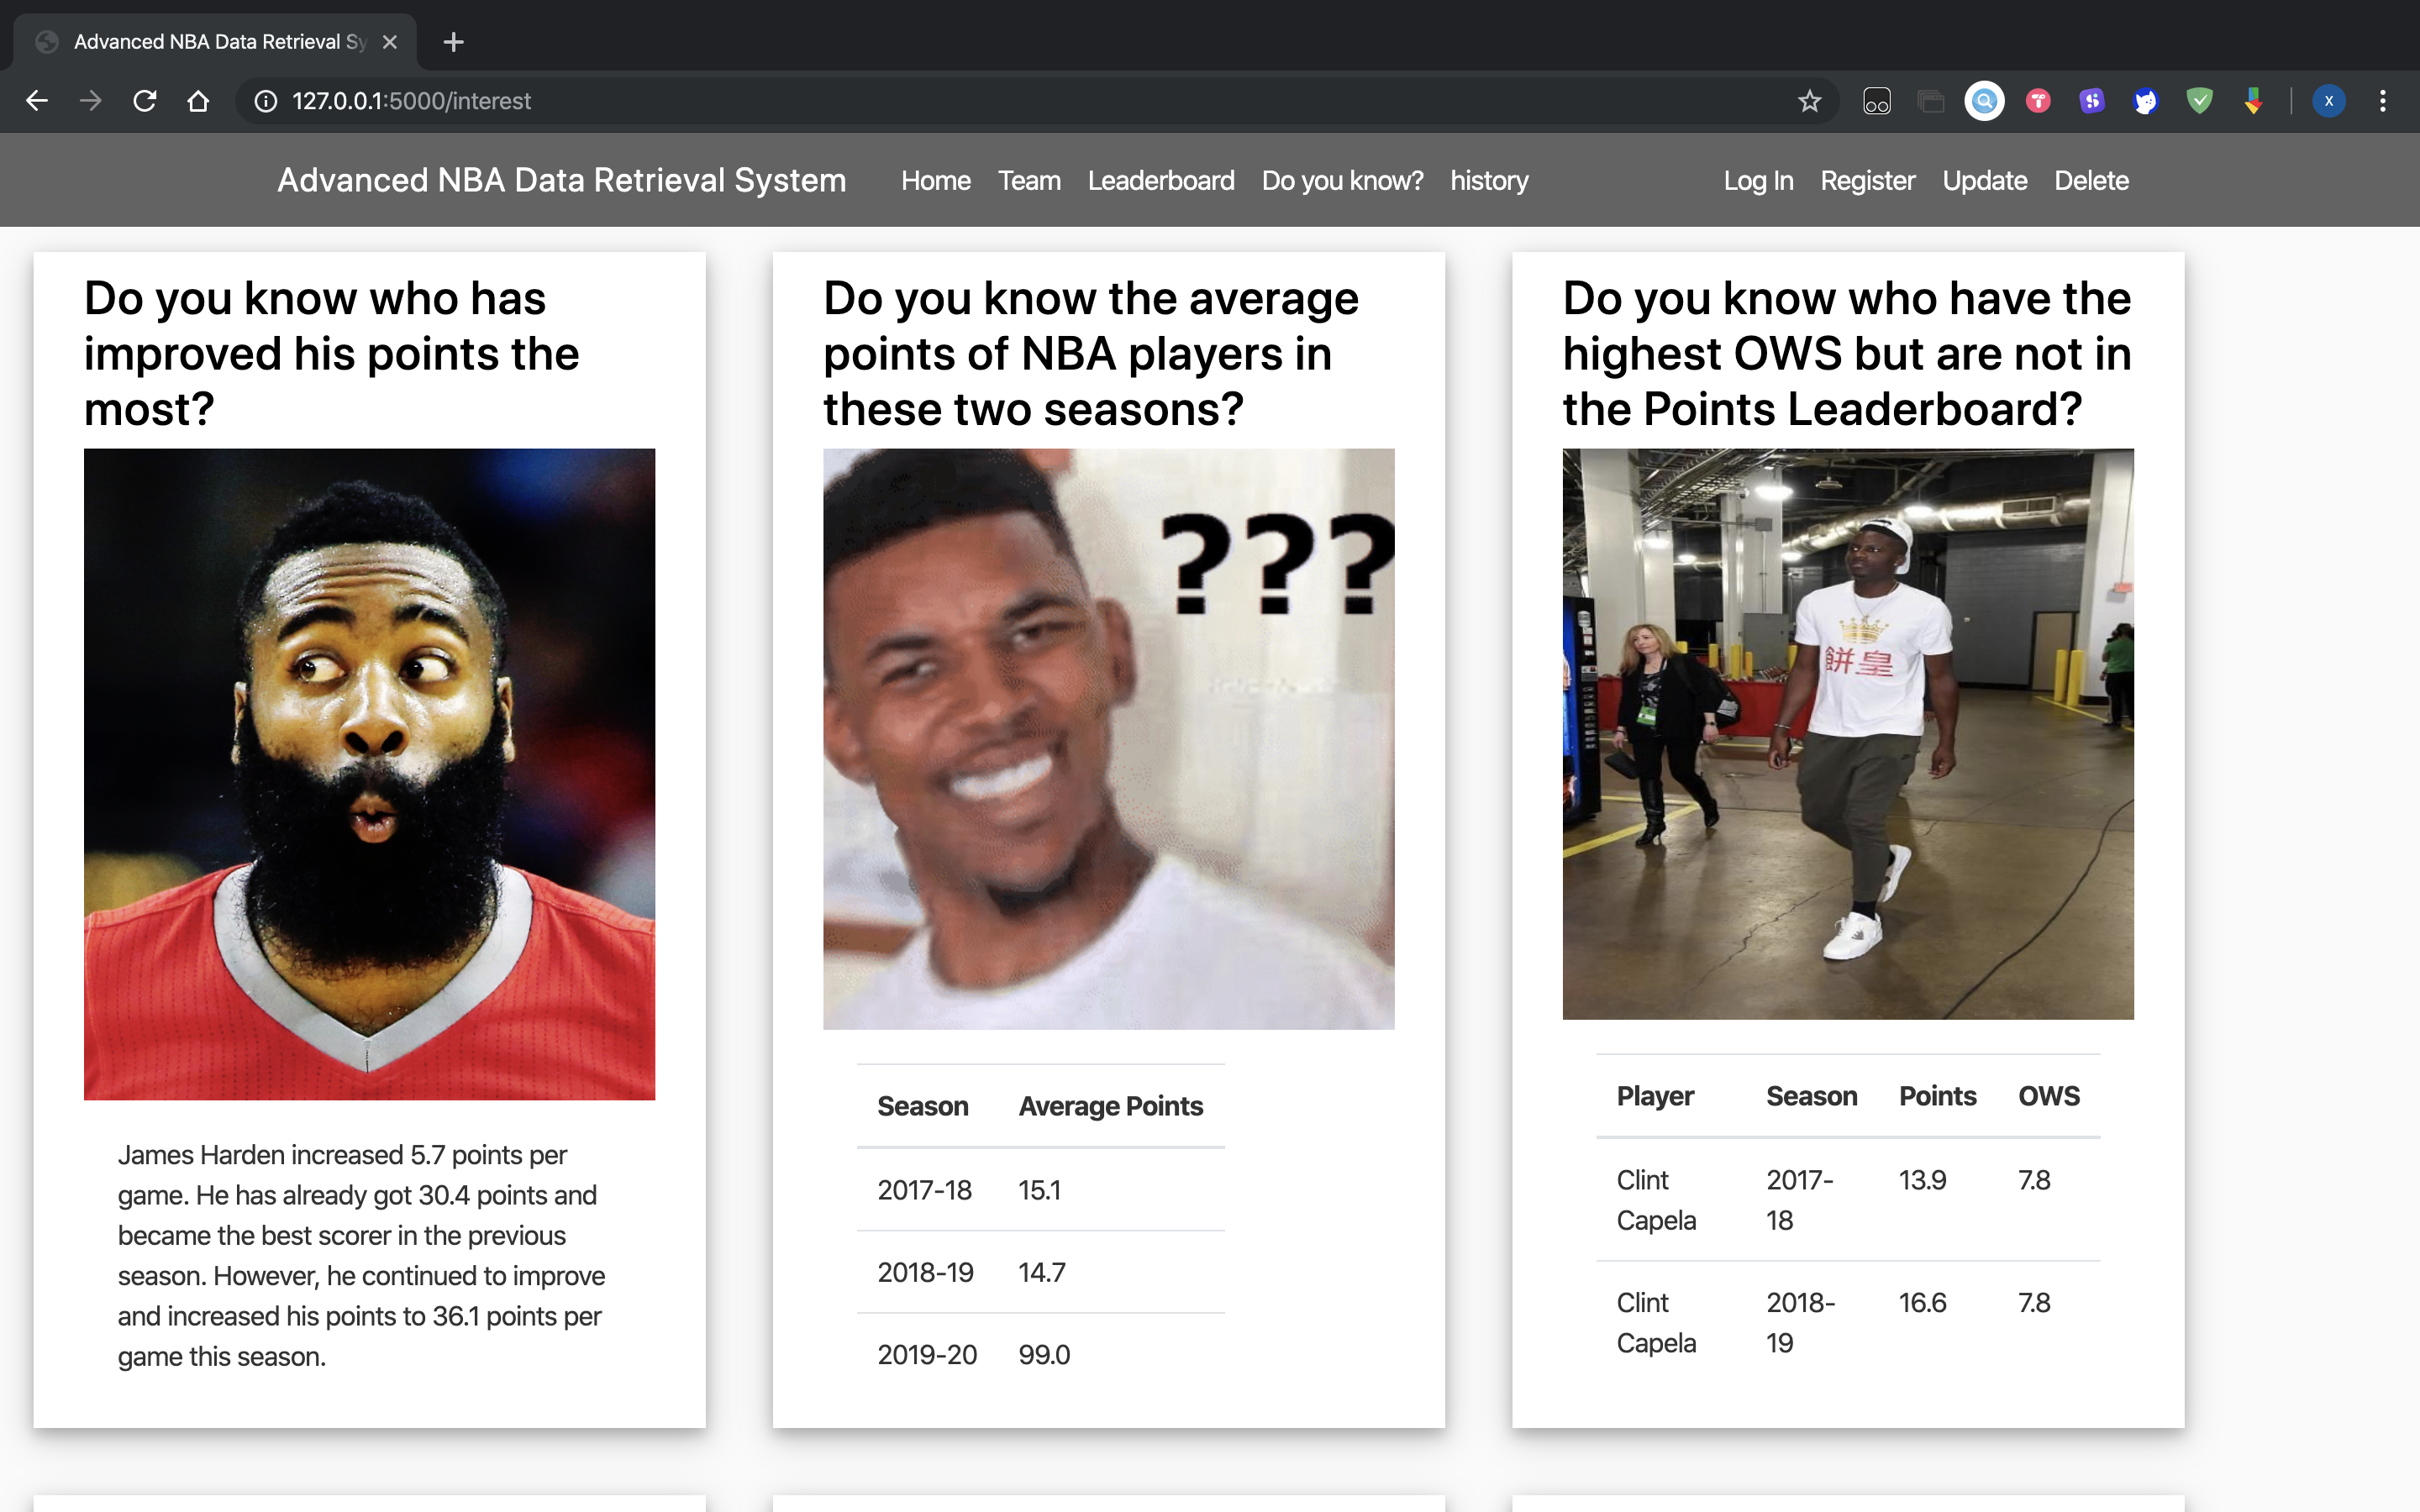 Advanced NBA Data Retrieval Sy
127.0.0.1:5000/interest
X
Advanced NBA Data Retrieval System Home Team Leaderboard Do you know? history Log In Register Update Delete
Do you know who has
improved his points the
most?
James Harden increased 5.7 points per
game. He has already got 30.4 points and
became the best scorer in the previous
season. However, he continued to improve
and increased his points to 36.1 points per
game this season.
Do you know the average
points of NBA players in
these two seasons?
???
Season Average Points
2017-18 15.1
2018-19 14.7
2019-20 99.0
Do you know who have the
highest OWS but are not in
the Points Leaderboard?
餅皇
Player Season Points OWS
Clint 2017- 13.9 7.8
Capela 18
Clint 2018- 16.6 7.8
Capela 19